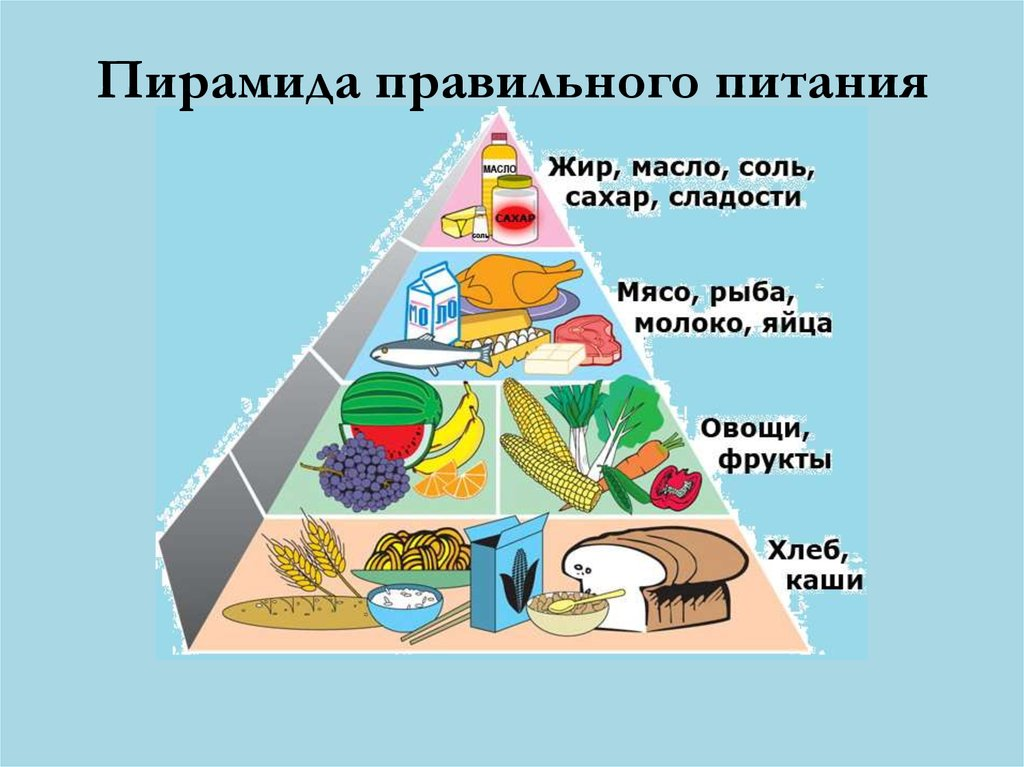 Пирамида правильного питания
МАСЛО
САХАР
СОЛЬ
Жир, масло, соль,
сахар, сладости
МО ЛО
Мясо, рыба,
молоко, яйца
Овощи,
фрукты
Хлеб,
каши